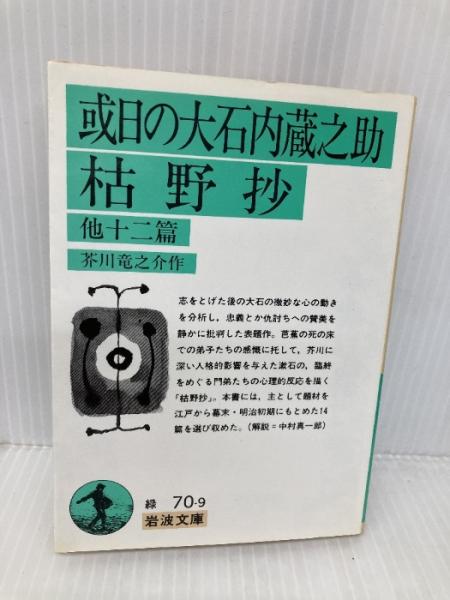 或日の大石内蔵之助
枯野抄
他十二篇
芥川竜之介作
志をとげた後の大石の微妙な心の動き
を分析し，忠義とか仇討ちへの賛美を
静かに批判した表題作。芭蕉の死の床
での弟子たちの感慨に托して，芥川に
深い人格的影響を与えた漱石の，臨終
をめぐる門弟たちの心理的反応を描く
「枯野抄」。本書には，主として題材を
江戸から幕末・明治初期にもとめた14
篇を選び収めた。（解説＝中村真一郎）
緑 70-9
岩波文庫